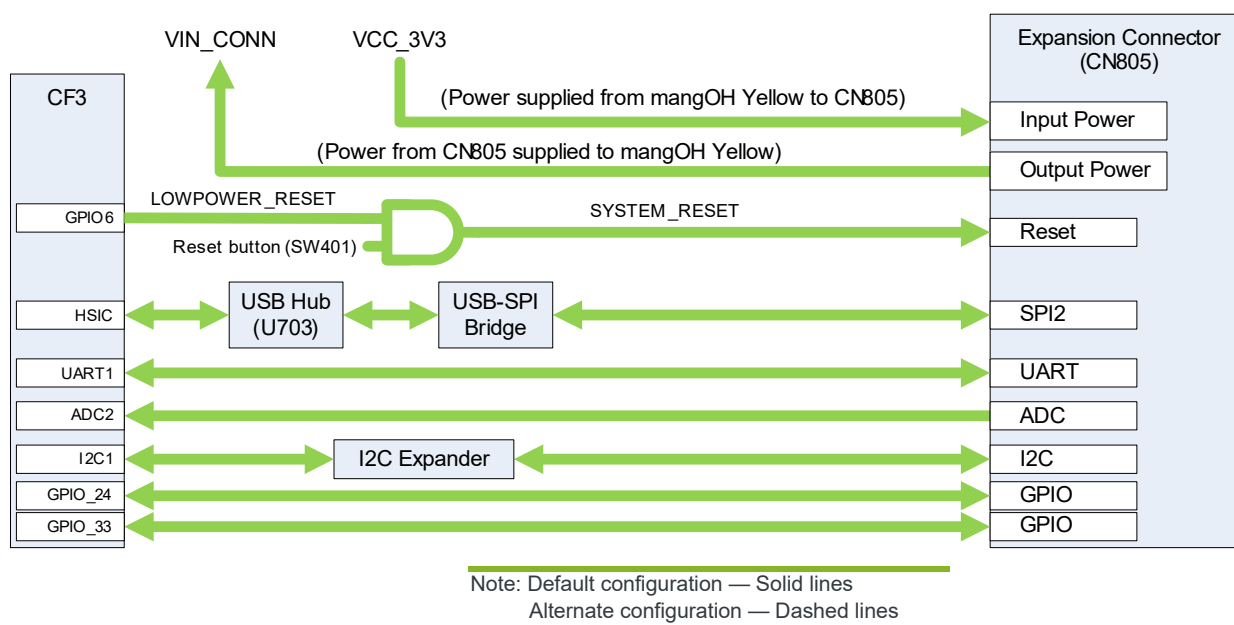 VIN_CONN
VCC_3V3
Expansion Connector
(CN805)
CF3
(Power supplied from mangOH Yellow to CN805)
Input Power
(Power from CN805 supplied to mangOH Yellow)
Output Power
LOWPOWER_RESET
GPIO6
SYSTEM_RESET
Reset
Reset button (SW401)
HSIC
USB Hub
(U703)
USB-SPI
Bridge
SPI2
UART1
UART
ADC2
ADC
I2C1
I2C Expander
I2C
GPIO_24
GPIO
GPIO_33
GPIO
Note: Default configuration — Solid lines
Alternate configuration — Dashed lines